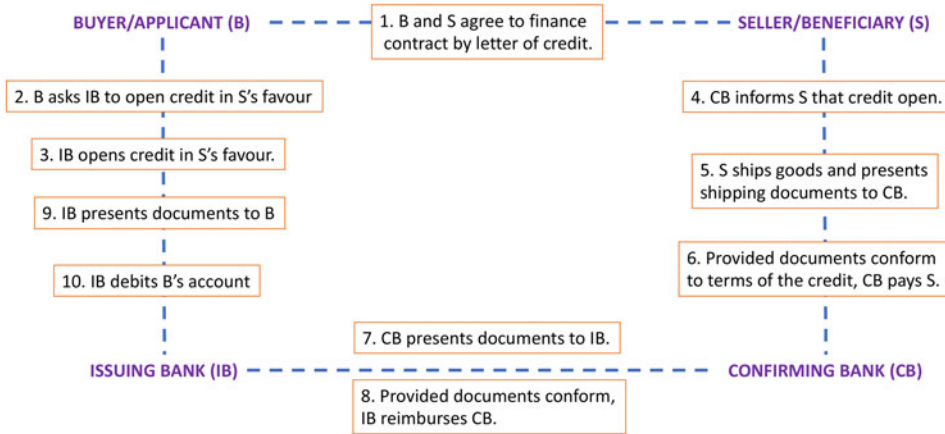 BUYER/APPLICANT (B)
1. B and S agree to finance
contract by letter of credit.
SELLER/BENEFICIARY (S)
2. B asks IB to open credit in S's favour
4. CB informs S that credit open.
3. IB opens credit in S's favour.
5. S ships goods and presents
shipping documents to CB.
9. IB presents documents to B
6. Provided documents conform
to terms of the credit, CB pays S.
10. IB debits B's account
7. CB presents documents to IB.
ISSUING BANK (IB)
CONFIRMING BANK (CB)
8. Provided documents conform,
IB reimburses CB.